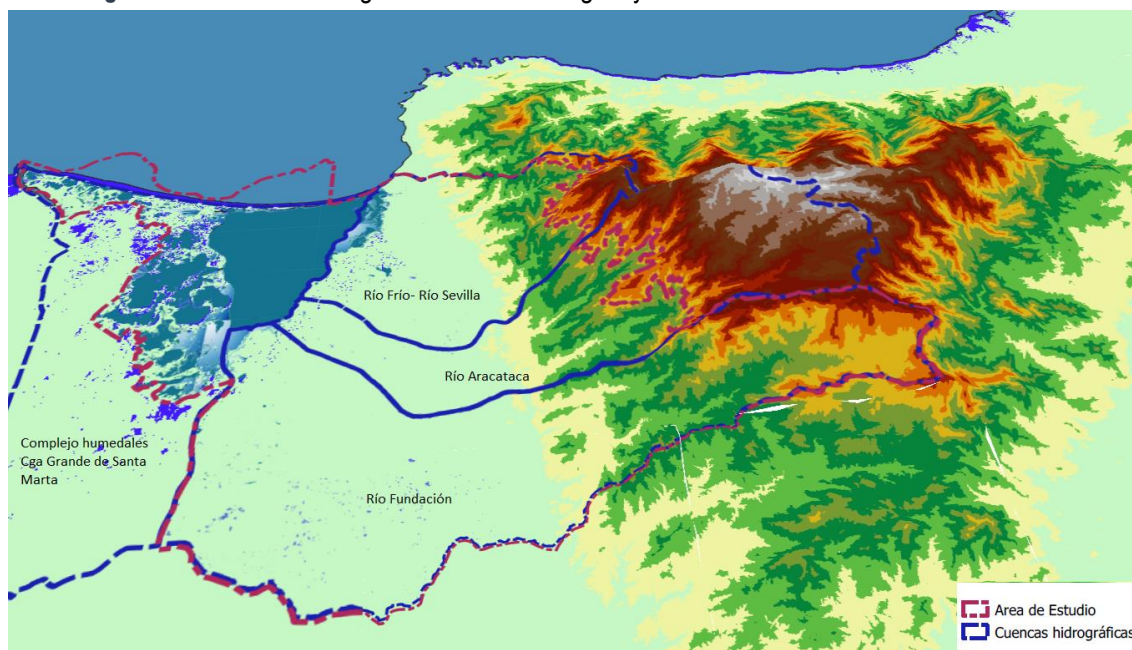 Río Frío- Río Sevilla
Río Aracataca
Complejo humedales
Cga Grande de Santa
Marta
Río Fundación
Area de Estudio
Cuencas hidrográficas